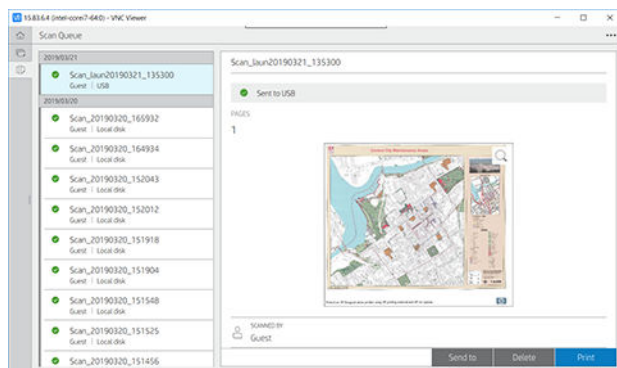 15.83.6.4 (intel-corei7-64:0) - VNC Viewer
Scan Queue
2019/03/21
Scan_laun20190321_135300
Guest | USB
2019/03/20
Scan_20190320_165932
Guest | Local disk
Scan_20190320_164934
Guest | Local disk
Scan_20190320_152043
Guest | Local disk
Scan_20190320_152012
Guest | Local disk
Scan_20190320_151918
Guest | Local disk
Scan_20190320_151904
Guest | Local disk
Scan_20190320_151548
Guest | Local disk
Scan_20190320_151525
Guest | Local disk
Scan_20190320_151456
Scan_laun20190321_135300
Sent to USB
PAGES
1
SCANNED BY
Guest
Send to
Delete
Print